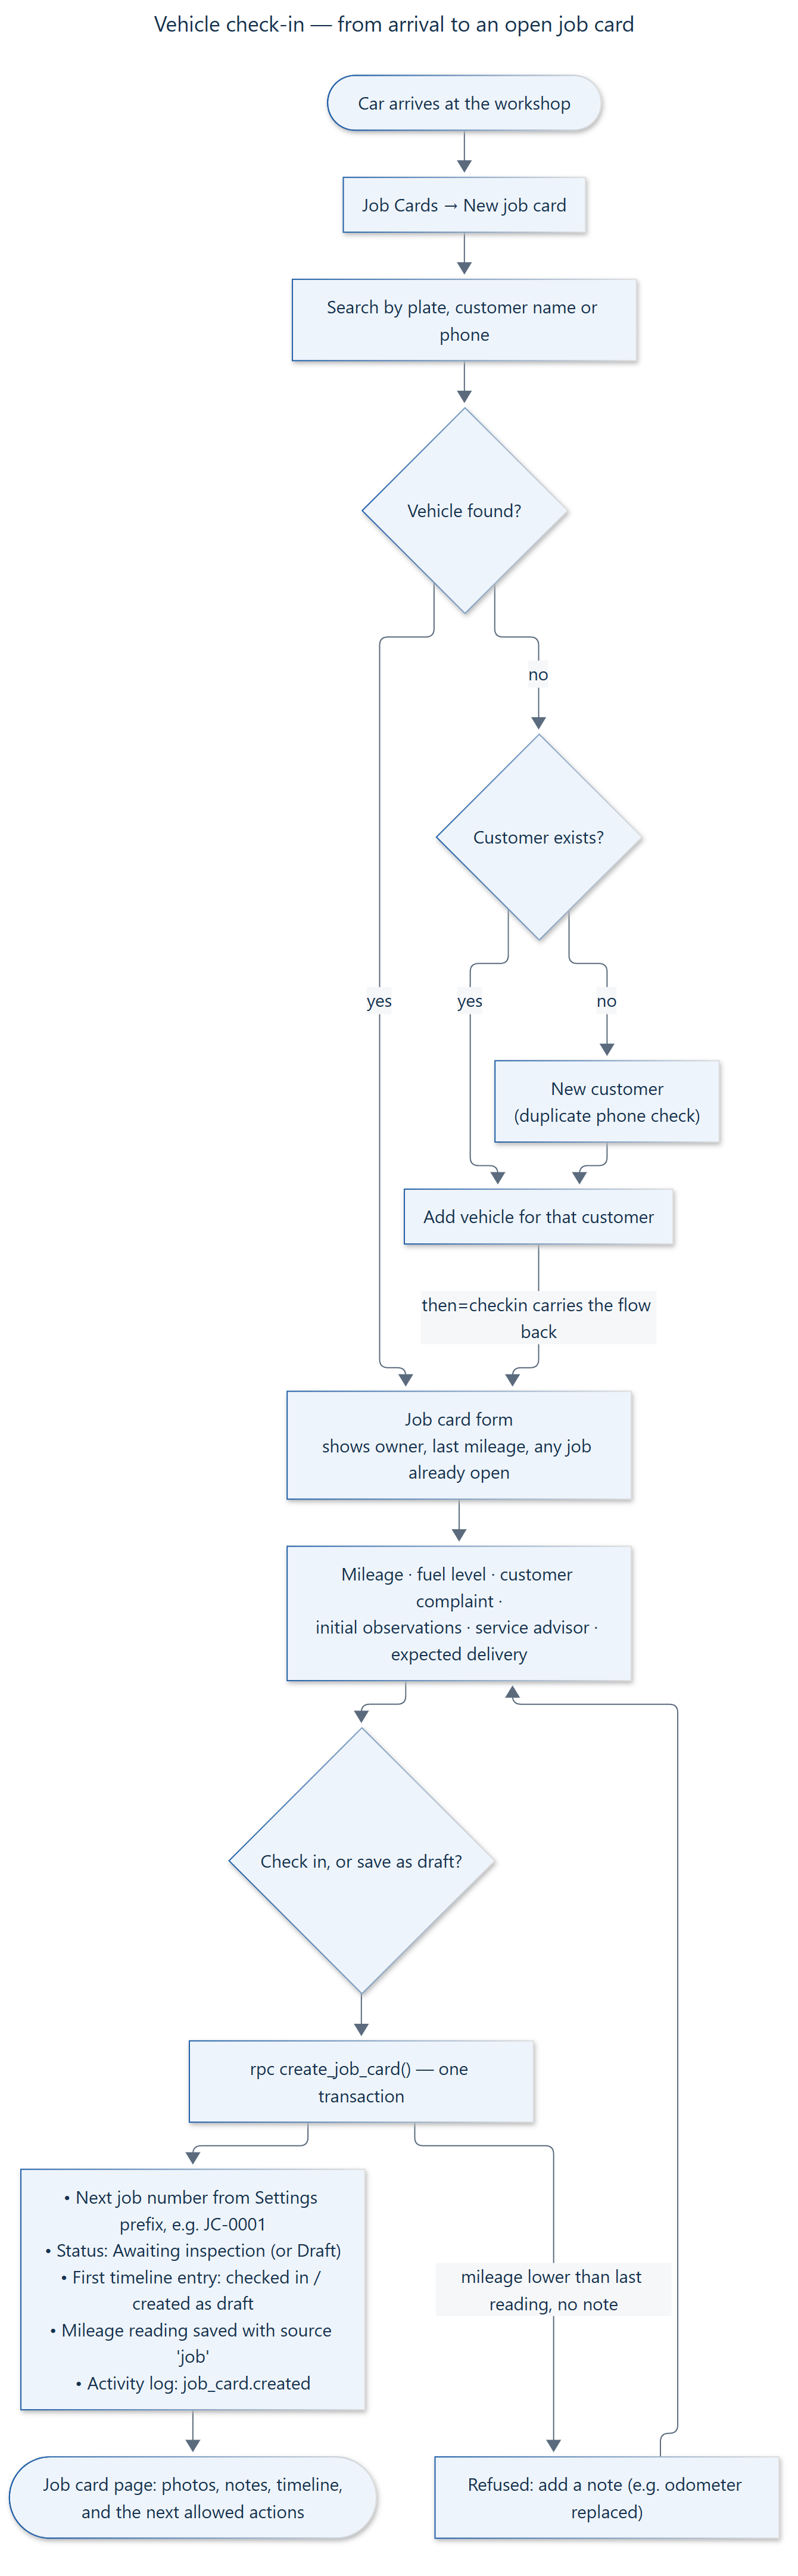 Vehicle check-in — from arrival to an open job card
Car arrives at the workshop
Job Cards → New job card
Search by plate, customer name or
phone
Vehicle found?
no
Customer exists?
yes
yes
no
New customer
(duplicate phone check)
Add vehicle for that customer
then=checkin carries the flow
back
Job card form
shows owner, last mileage, any job
already open
Mileage · fuel level · customer
complaint ·
initial observations · service advisor ·
expected delivery
Check in, or save as draft?
rpc create_job_card() — one
transaction
• Next job number from Settings
prefix, e.g. JC-0001
• Status: Awaiting inspection (or Draft)
• First timeline entry: checked in /
created as draft
• Mileage reading saved with source
'job'
• Activity log: job_card.created
mileage lower than last
reading, no note
Job card page: photos, notes, timeline,
and the next allowed actions
Refused: add a note (e.g. odometer
replaced)